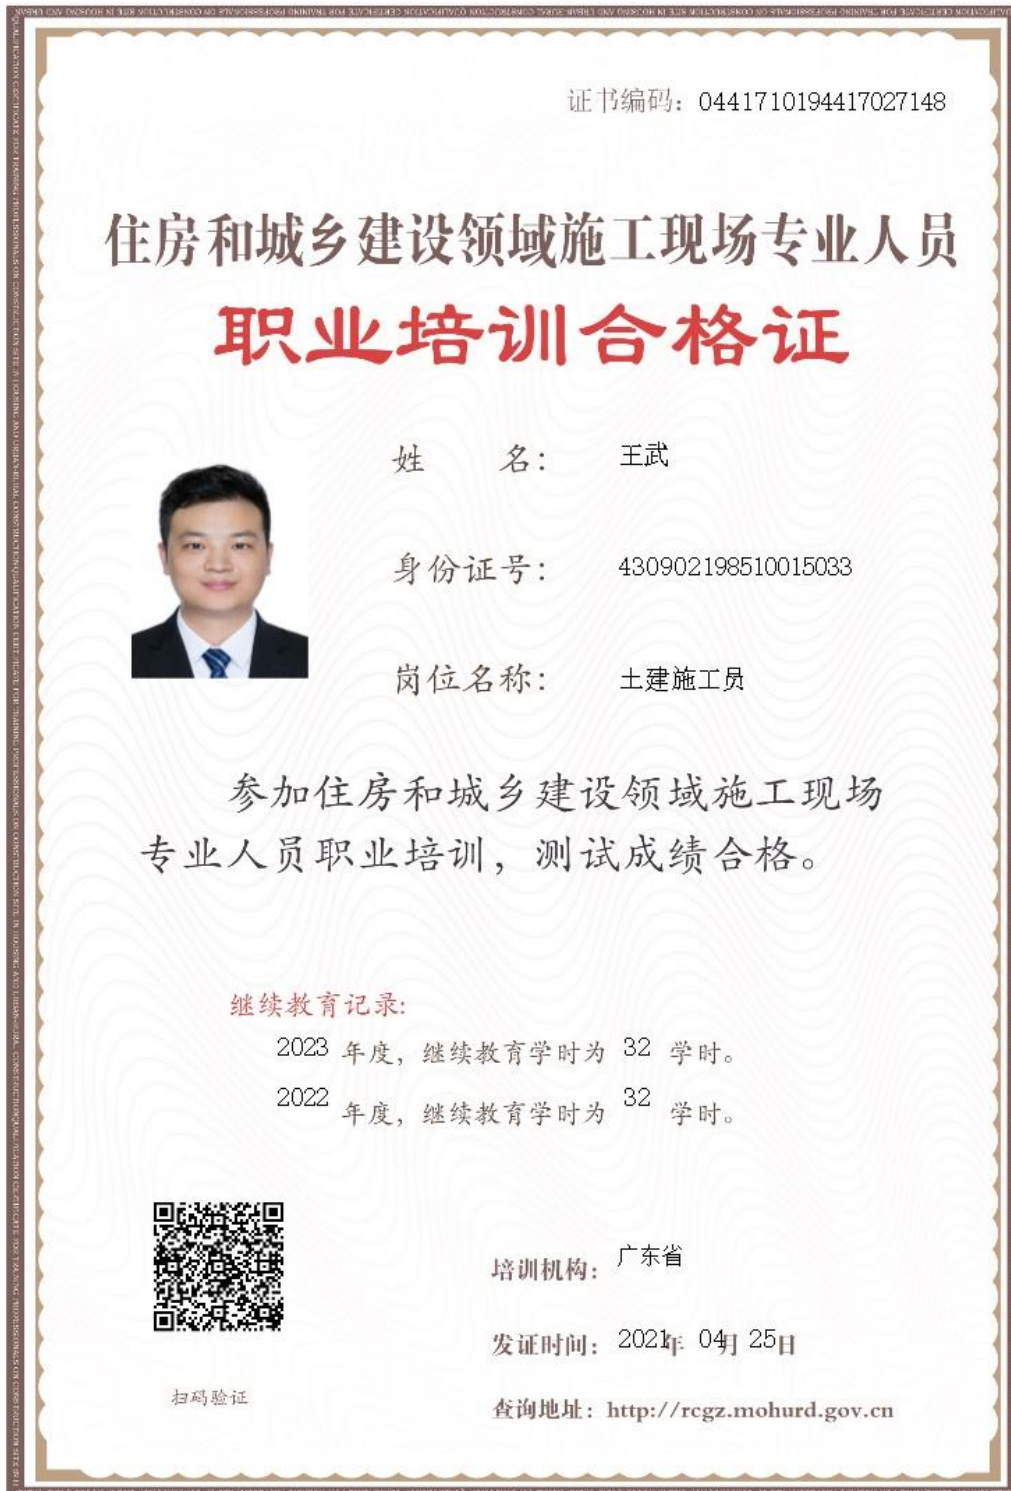 证书编码：0441710194417027148
住房和城乡建设领域施工现场专业人员
职业培训合格证
姓 名： 王武
身份证号： 430902198510015033
岗位名称： 土建施工员
参加住房和城乡建设领域施工现场
专业人员职业培训，测试成绩合格。
继续教育记录:
2023 年度，继续教育学时为 32 学时。
2022 年度，继续教育学时为 32 学时。
培训机构： 广东省
发证时间： 2021年 04月 25日
扫码验证
查询地址：http://rcgz.mohurd.gov.cn